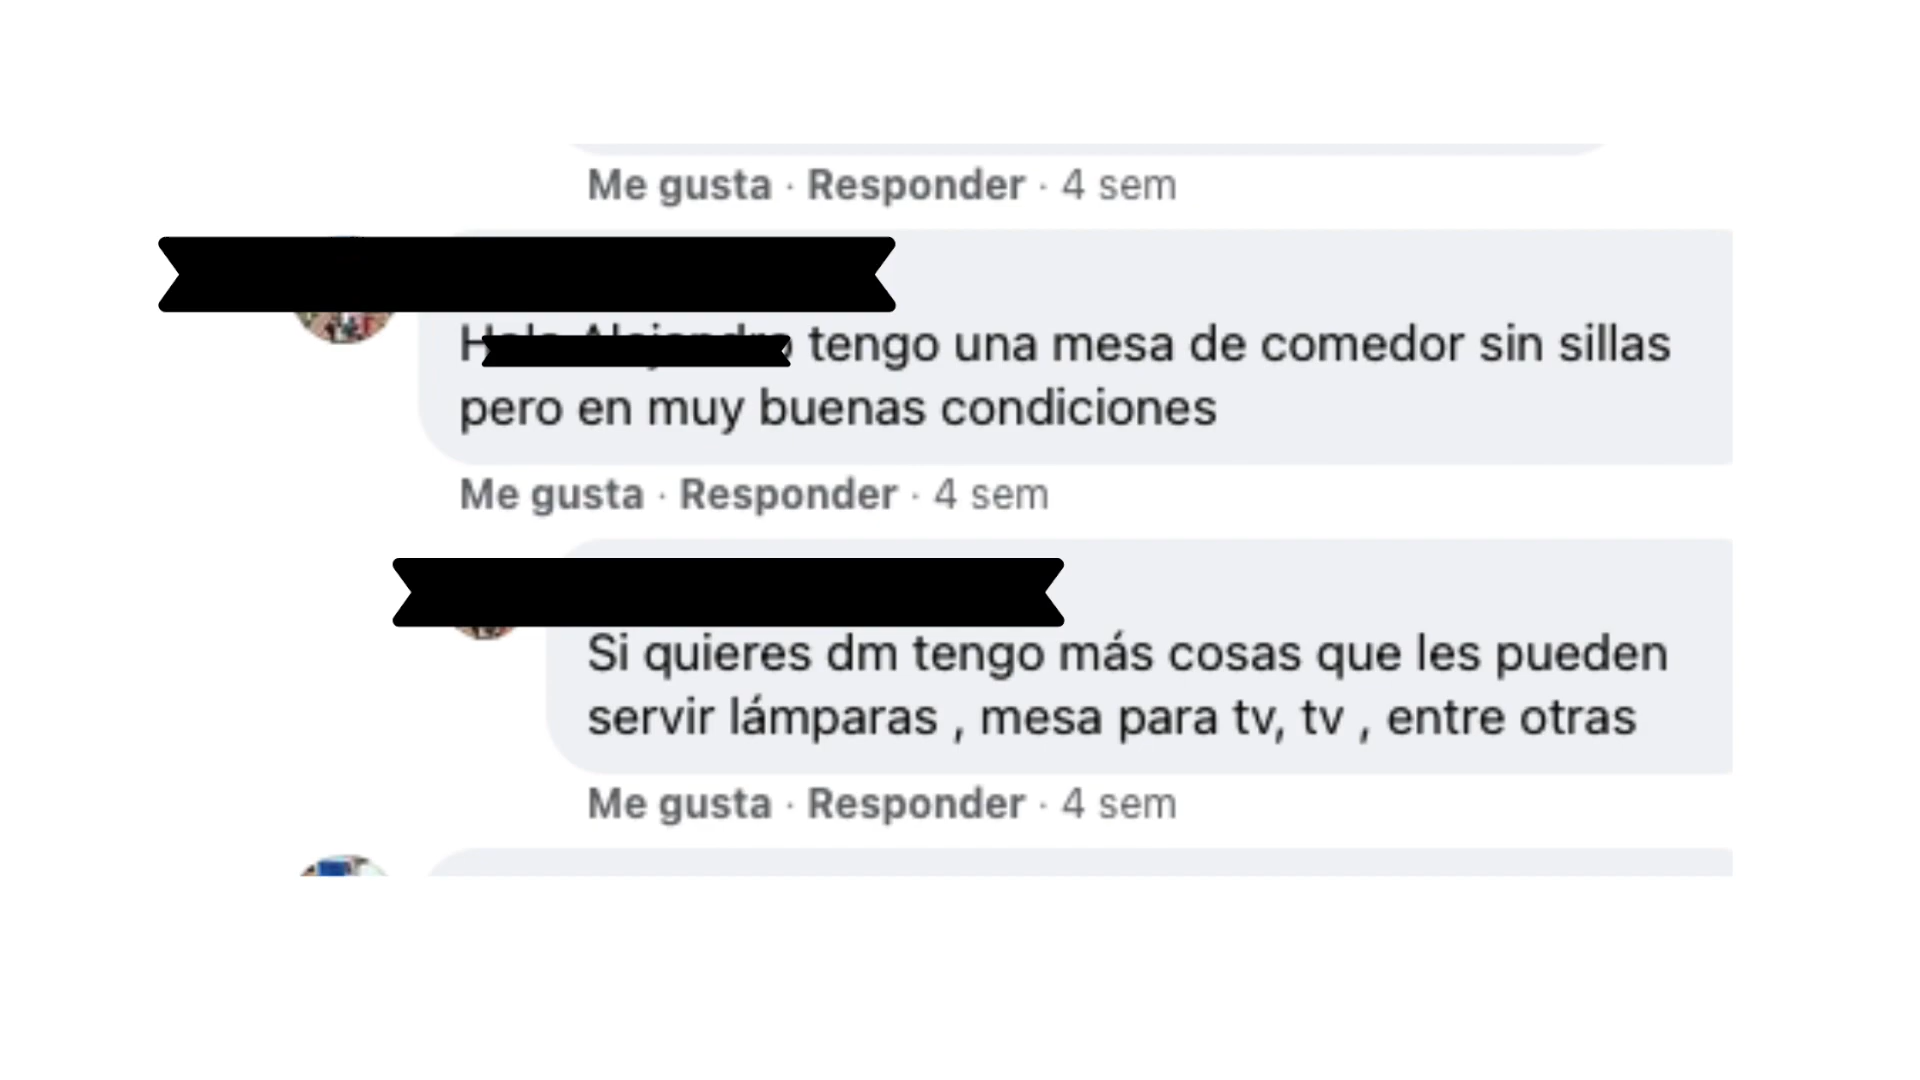 Me gusta · Responder · 4 sem
tengo una mesa de comedor sin sillas
pero en muy buenas condiciones
Me gusta · Responder · 4 sem
Si quieres dm tengo más cosas que les pueden
servir lámparas , mesa para tv, tv , entre otras
Me gusta · Responder · 4 sem